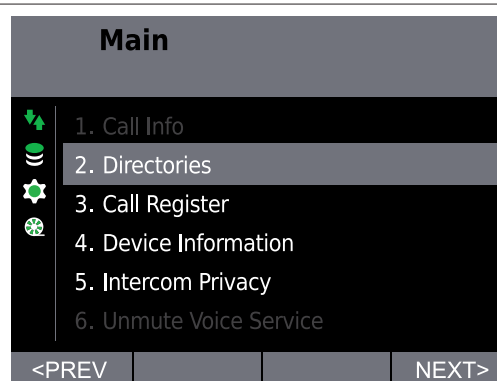 Main
1. Call Info
2. Directories
3. Call Register
4. Device Information
5. Intercom Privacy
6. Unmute Voice Service
<PREV NEXT>